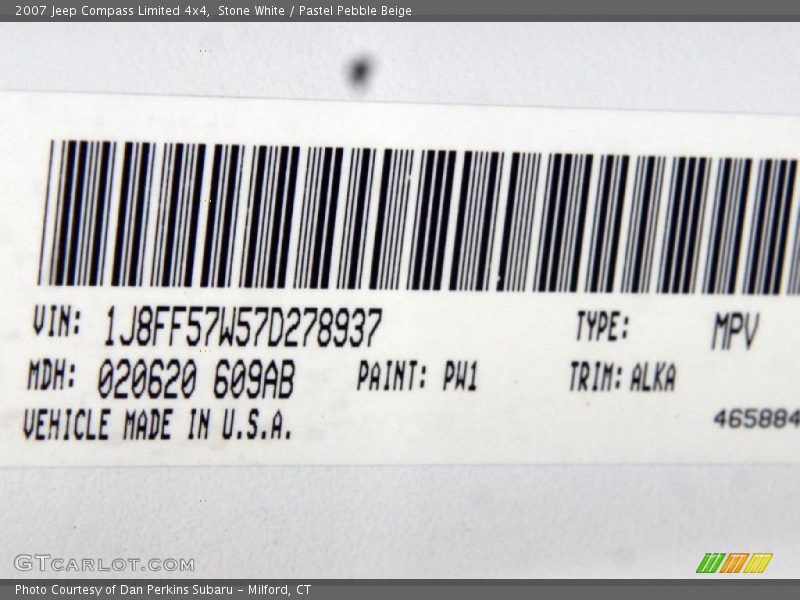 2007 Jeep Compass Limited 4x4,  Stone White / Pastel Pebble Beige
VIN: 1J8FF57W57D278937 TYPE: MPV
MDH: 020620 609AB PAINT: PW1 TRIM: ALKA
VEHICLE MADE IN U.S.A.
465884
GTCARLOT.COM
Photo Courtesy of Dan Perkins Subaru - Milford, CT